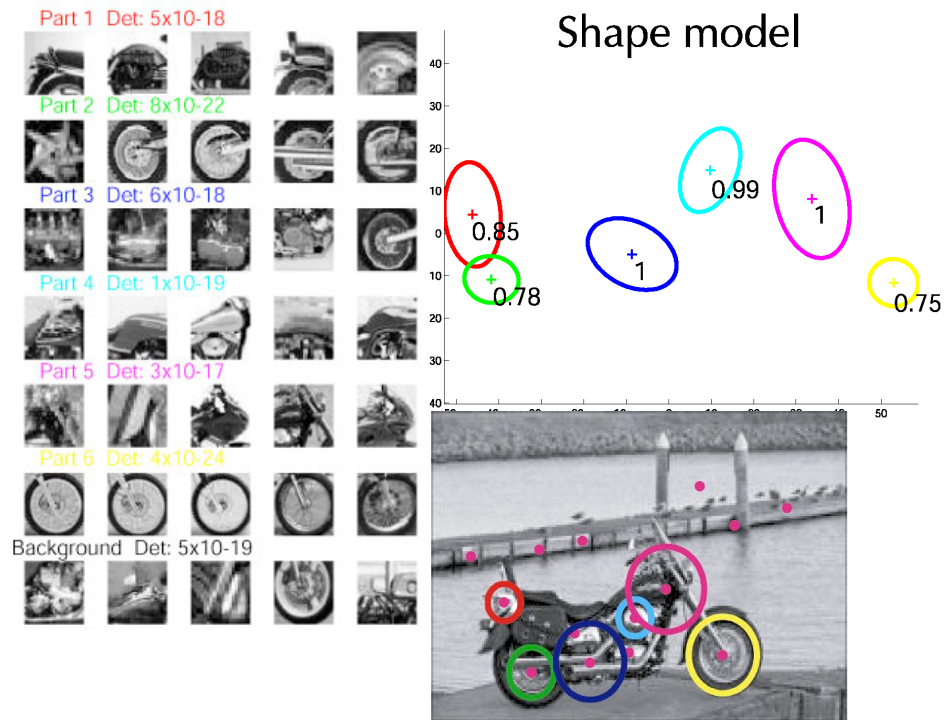 Part 1 Det: 5x10-18
Part 2 Det: 8x10-22
Part 3 Det: 6x10-18
Part 4 Det: 1x10-19
Part 5 Det: 3x10-17
Part 6 Det: 4x10-24
Background Det: 5x10-19
Shape model
40
30
20
10
0
10
20
30
40
0.85
0.78
1
0.99
1
0.75
50